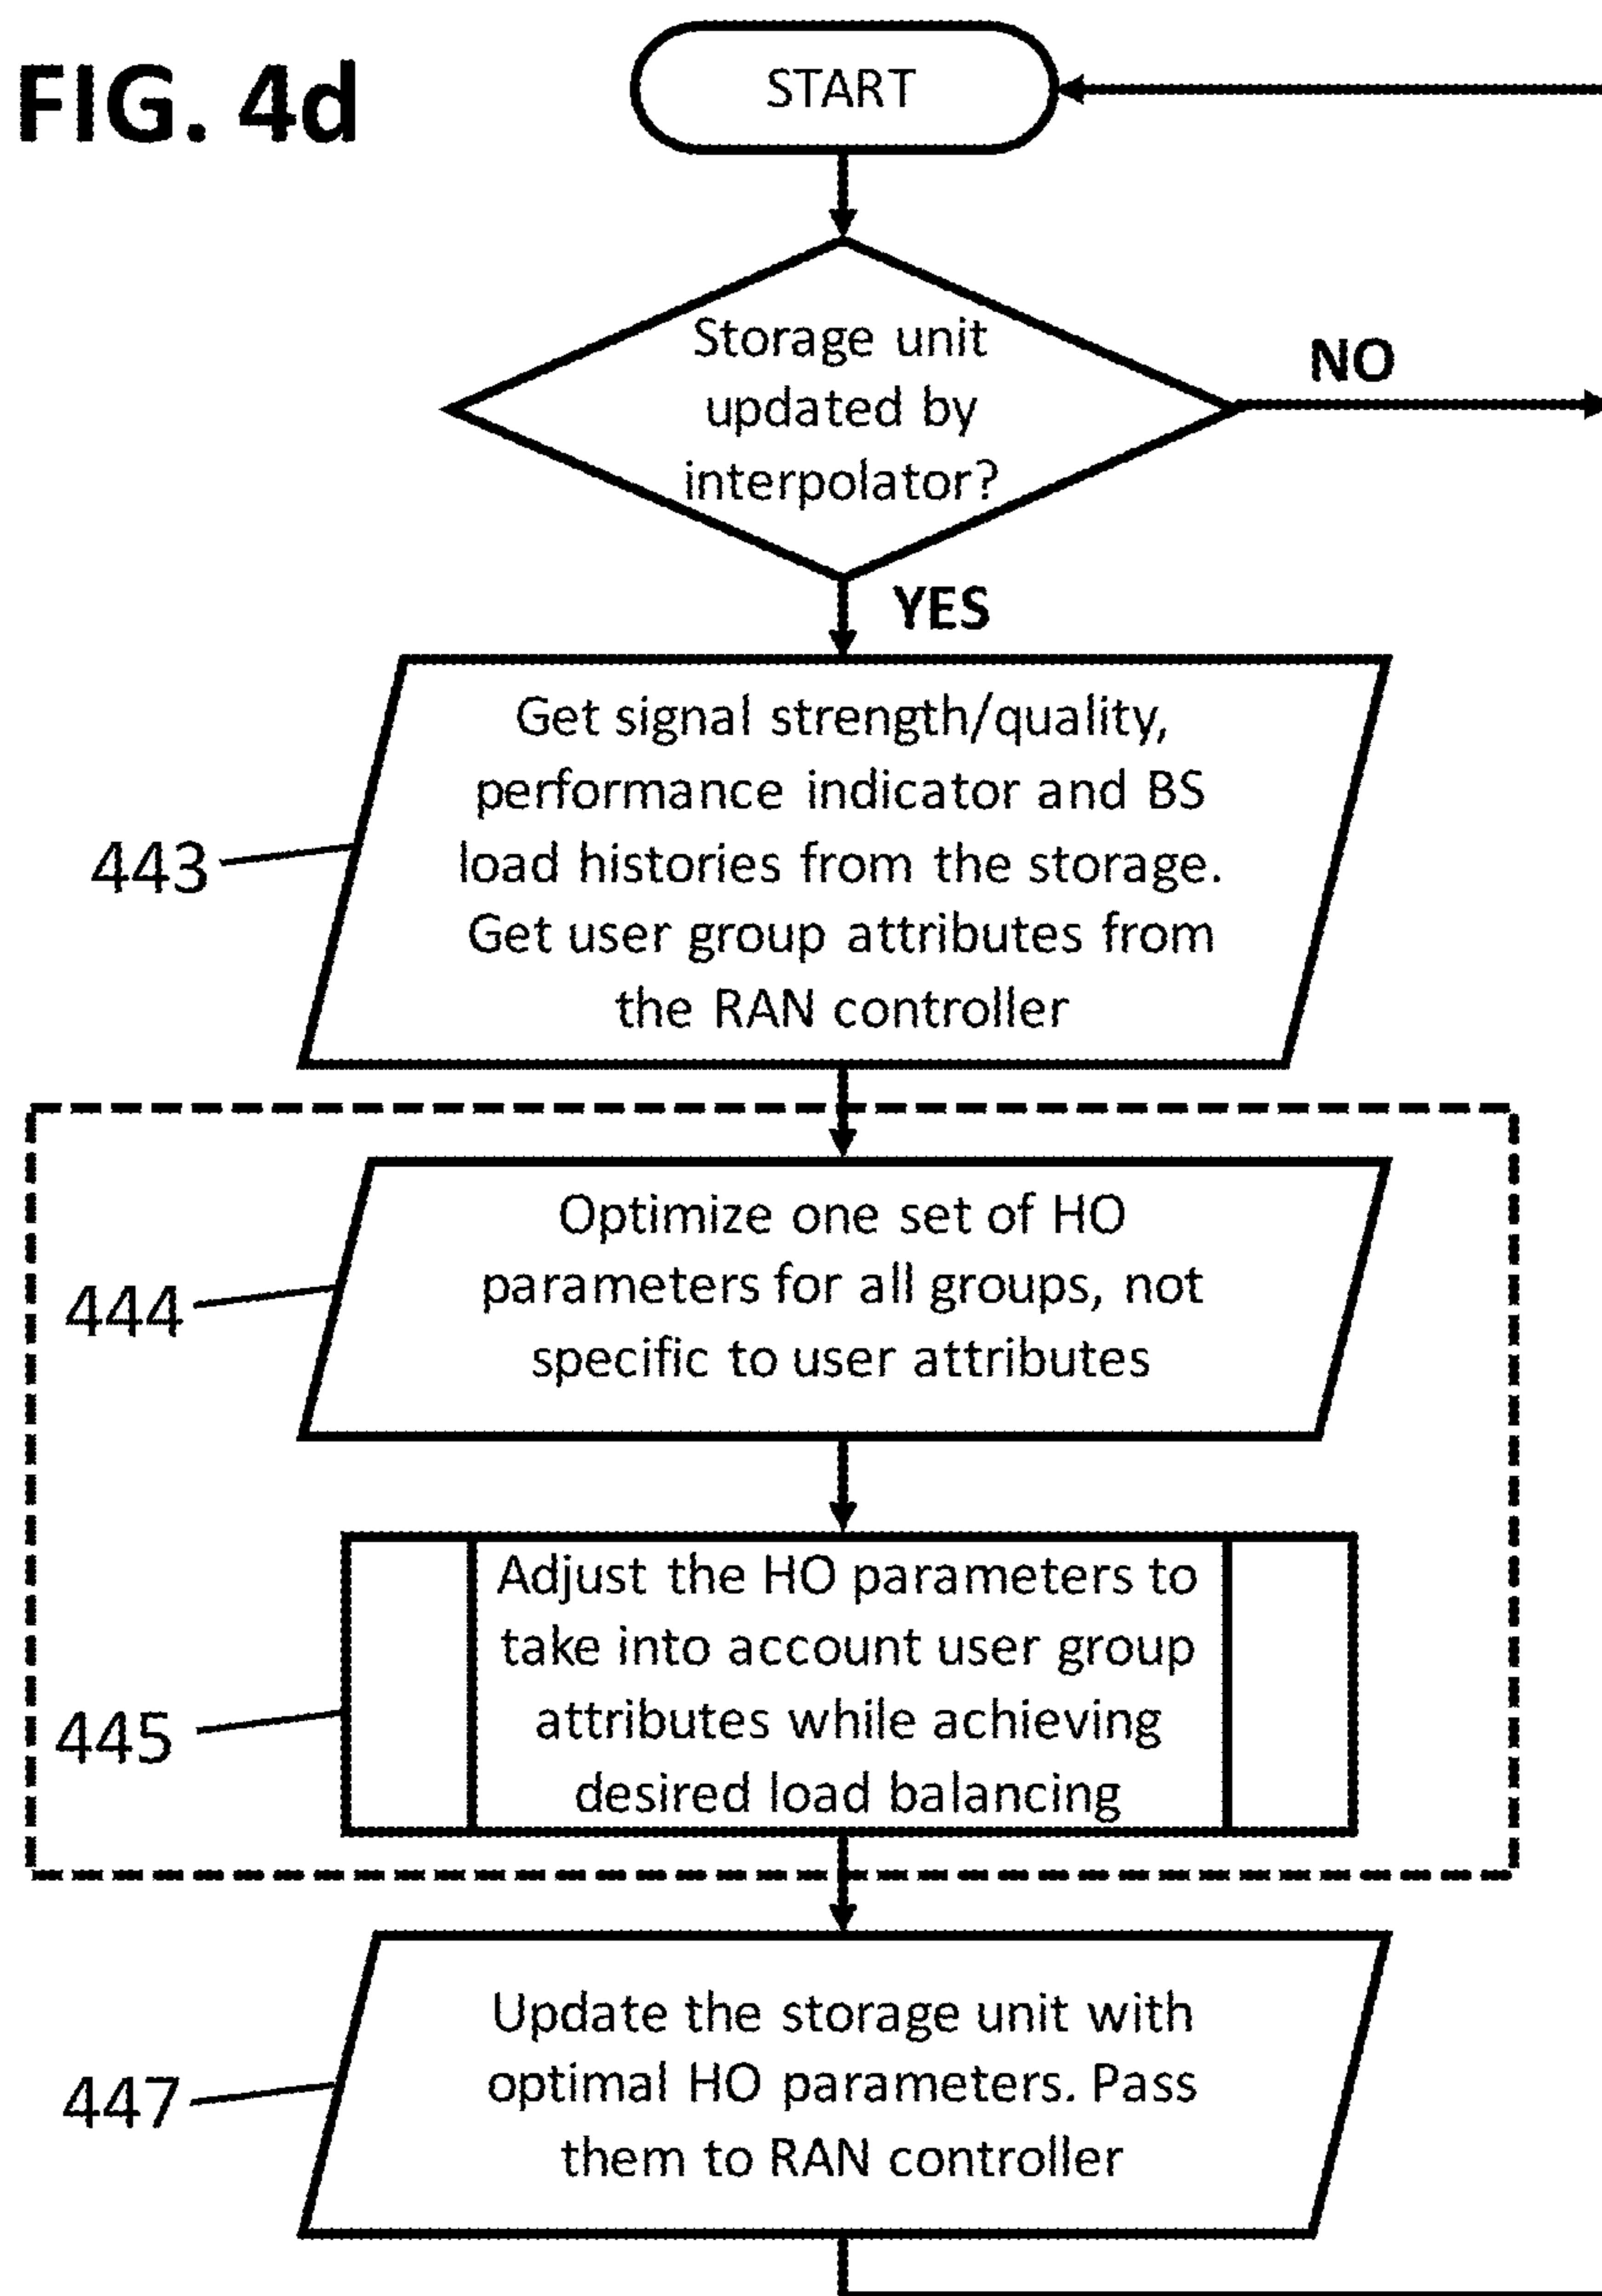 FIG. 4d
START
Storage unit
updated by
interpolator?
NO
YES
Get signal strength/quality,
performance indicator and BS
load histories from the storage.
Get user group attributes from
the RAN controller
443
Optimize one set of HO
parameters for all groups, not
specific to user attributes
444
Adjust the HO parameters to
take into account user group
attributes while achieving
desired load balancing
445
Update the storage unit with
optimal HO parameters. Pass
them to RAN controller
447